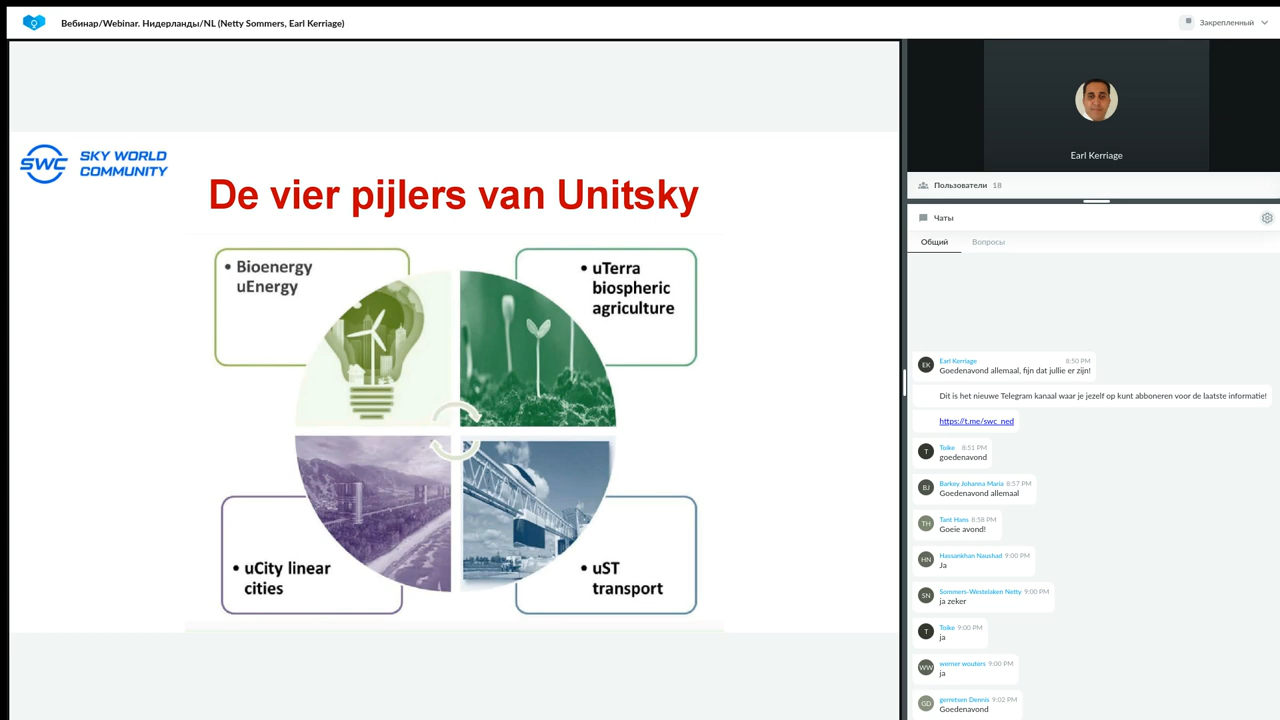 Вебинар/Webinar. Нидерланды/NL (Netty Sommers, Earl Kerriage)
Закрепленный
SWC
SKY WORLD
COMMUNITY
De vier pijlers van Unitsky
• Bioenergy
uEnergy
• uTerra
biospheric
agriculture
• uCity linear
cities
• uST
transport
Earl Kerriage
Пользователи 18
Чаты
Общий Вопросы
EK
Earl Kerriage 8:50 PM
Goedenavond allemaal, fijn dat jullie er zijn!
Dit is het nieuwe Telegram kanaal waar je jezelf op kunt abboneren voor de laatste informatie!
https://t.me/swc_ned
T
Toike 8:51 PM
goedenavond
BJ
Barkey Johanna Maria 8:57 PM
Goedenavond allemaal
TH
Tant Hans 8:58 PM
Goeie avond!
HN
Hassankhan Naushad 9:00 PM
Ja
SN
Sommers-Westelaken Netty 9:00 PM
ja zeker
T
Toike 9:00 PM
ja
WW
werner wouters 9:00 PM
ja
GD
gerretsen Dennis 9:02 PM
Goedenavond